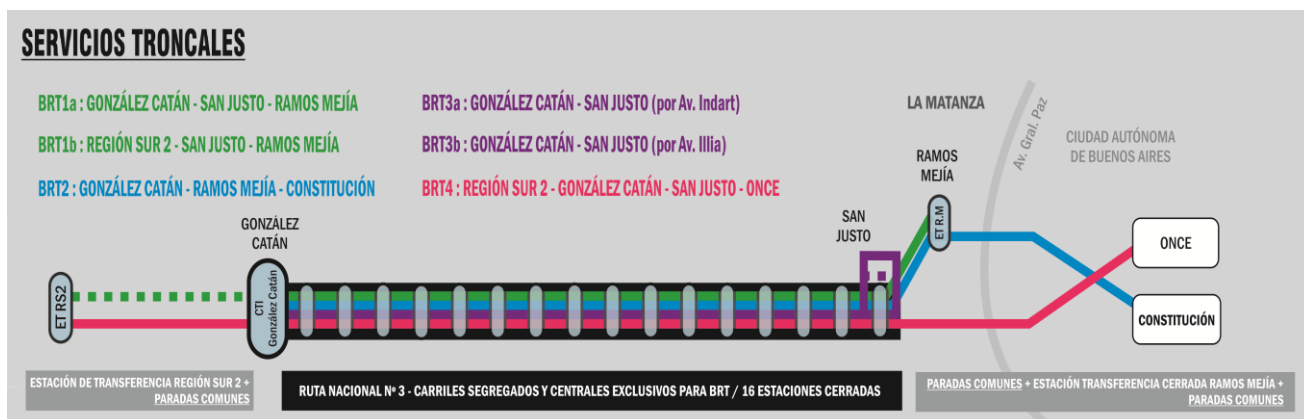 SERVICIOS TRONCALES
BRT1a : GONZÁLEZ CATÁN - SAN JUSTO - RAMOS MEJÍA
BRT1b : REGIÓN SUR 2 - SAN JUSTO - RAMOS MEJÍA
BRT2 : GONZÁLEZ CATÁN - RAMOS MEJÍA - CONSTITUCIÓN
BRT3a : GONZÁLEZ CATÁN - SAN JUSTO (por Av. Indart)
BRT3b : GONZÁLEZ CATÁN - SAN JUSTO (por Av. Illia)
BRT4 : REGIÓN SUR 2 - GONZÁLEZ CATÁN - SAN JUSTO - ONCE
LA MATANZA
Av. Gral. Paz
CIUDAD AUTÓNOMA
DE BUENOS AIRES
RAMOS
MEJÍA
ET R.M
SAN
JUSTO
GONZÁLEZ
CATÁN
ET RS2
CTI
González Catán
ONCE
CONSTITUCIÓN
ESTACIÓN DE TRANSFERENCIA REGIÓN SUR 2 +
PARADAS COMUNES
RUTA NACIONAL Nº 3 - CARRILES SEGREGADOS Y CENTRALES EXCLUSIVOS PARA BRT / 16 ESTACIONES CERRADAS
PARADAS COMUNES + ESTACIÓN TRANSFERENCIA CERRADA RAMOS MEJÍA +
PARADAS COMUNES